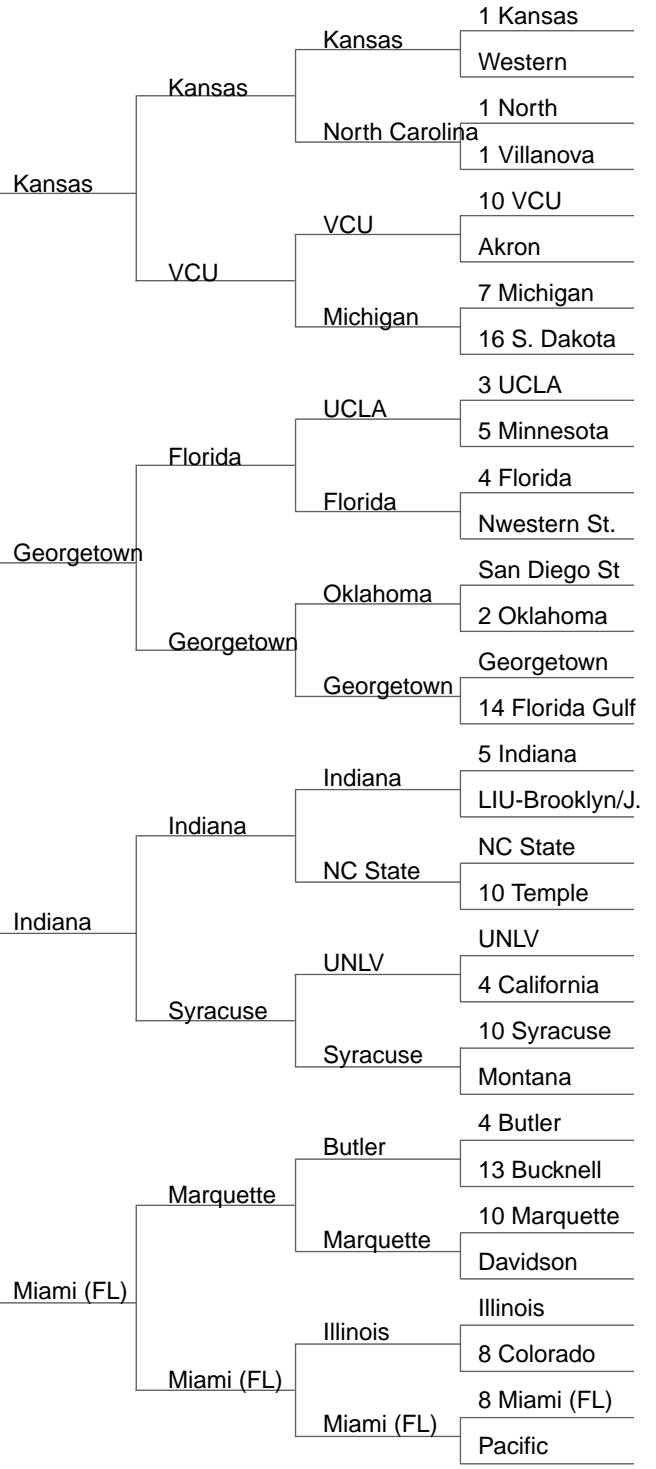 1 Kansas
Kansas
Western
Kansas
1 North
North Carolina
1 Villanova
Kansas
10 VCU
VCU
Akron
VCU
7 Michigan
Michigan
16 S. Dakota
3 UCLA
UCLA
5 Minnesota
Florida
4 Florida
Florida
Nwestern St.
Georgetown
San Diego St
Oklahoma
2 Oklahoma
Georgetown
Georgetown
Georgetown
14 Florida Gulf
5 Indiana
Indiana
LIU-Brooklyn/J.
Indiana
NC State
NC State
10 Temple
Indiana
UNLV
UNLV
4 California
Syracuse
10 Syracuse
Syracuse
Montana
4 Butler
Butler
13 Bucknell
Marquette
10 Marquette
Marquette
Davidson
Miami (FL)
Illinois
Illinois
8 Colorado
Miami (FL)
8 Miami (FL)
Miami (FL)
Pacific